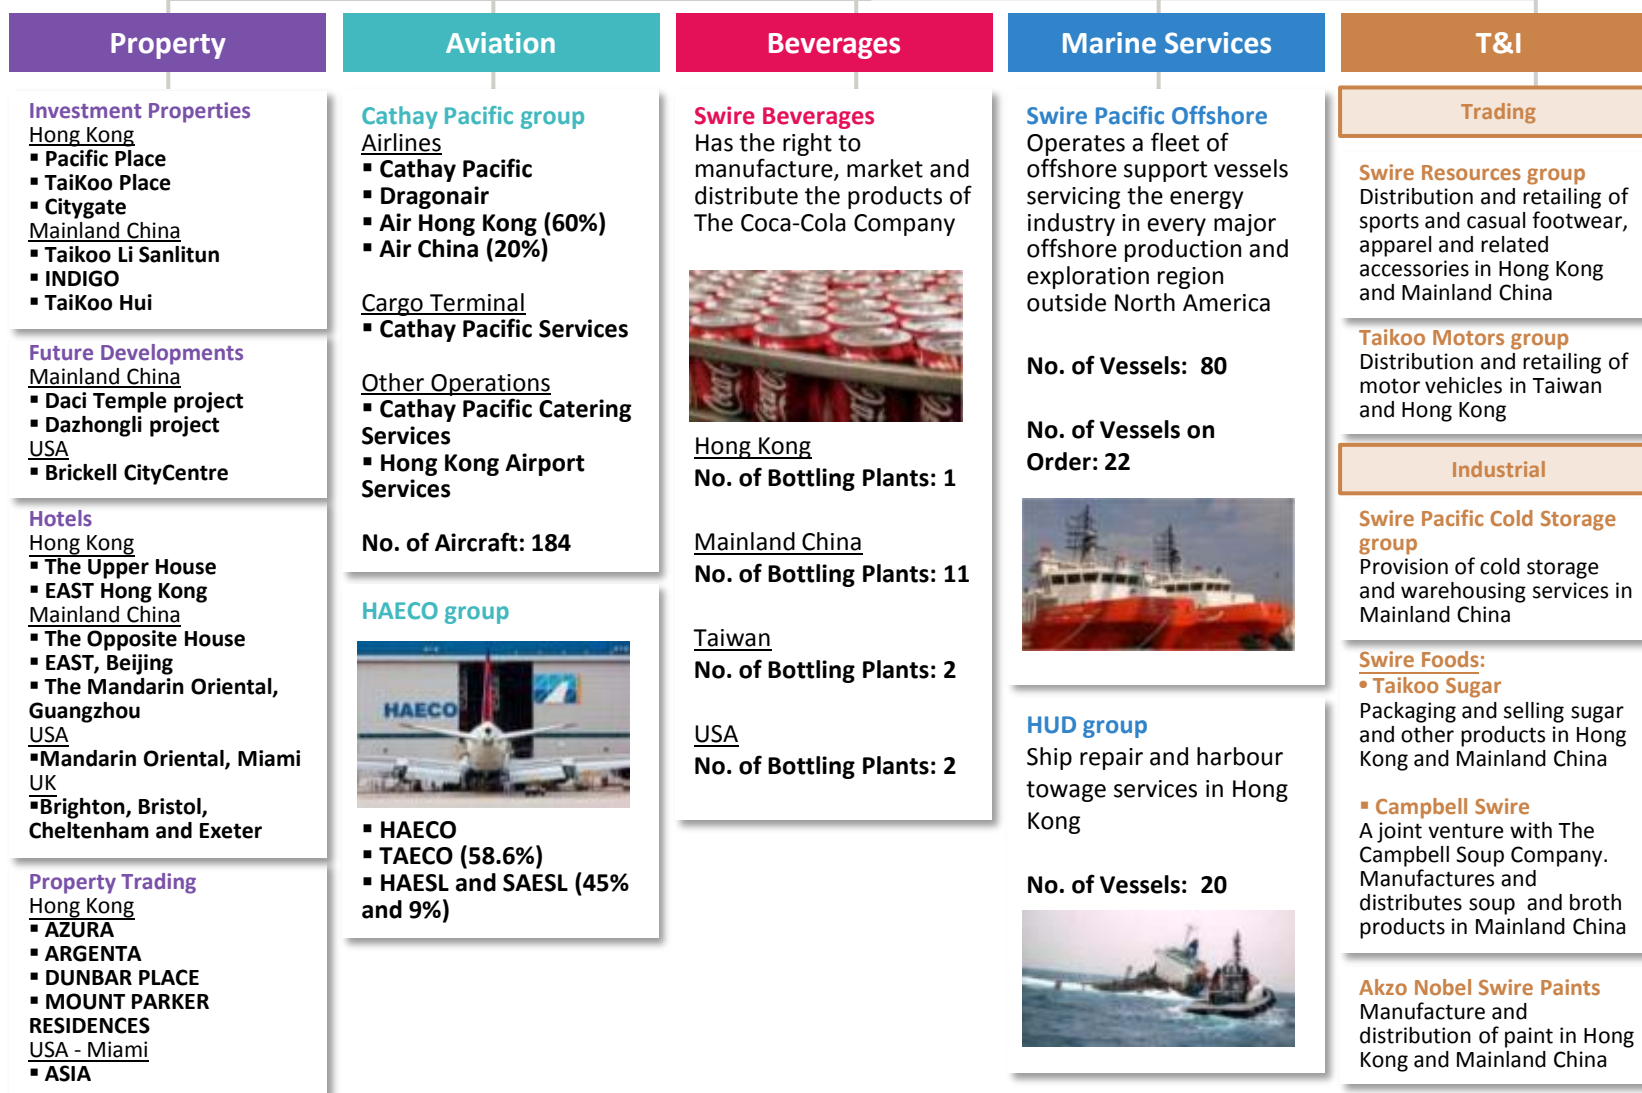 Property
Investment Properties
Hong Kong
▪ Pacific Place
▪ TaiKoo Place
▪ Citygate
Mainland China
▪ Taikoo Li Sanlitun
▪ INDIGO
▪ TaiKoo Hui
Future Developments
Mainland China
▪ Daci Temple project
▪ Dazhongli project
USA
▪ Brickell CityCentre
Hotels
Hong Kong
▪ The Upper House
▪ EAST Hong Kong
Mainland China
▪ The Opposite House
▪ EAST, Beijing
▪ The Mandarin Oriental,
Guangzhou
USA
▪Mandarin Oriental, Miami
UK
▪Brighton, Bristol,
Cheltenham and Exeter
Property Trading
Hong Kong
▪ AZURA
▪ ARGENTA
▪ DUNBAR PLACE
▪ MOUNT PARKER
RESIDENCES
USA - Miami
▪ ASIA
Aviation
Cathay Pacific group
Airlines
▪ Cathay Pacific
▪ Dragonair
▪ Air Hong Kong (60%)
▪ Air China (20%)
Cargo Terminal
▪ Cathay Pacific Services
Other Operations
▪ Cathay Pacific Catering
Services
▪ Hong Kong Airport
Services
No. of Aircraft: 184
HAECO group
HAECO
▪ HAECO
▪ TAECO (58.6%)
▪ HAESL and SAESL (45%
and 9%)
Beverages
Swire Beverages
Has the right to
manufacture, market and
distribute the products of
The Coca-Cola Company
Hong Kong
No. of Bottling Plants: 1
Mainland China
No. of Bottling Plants: 11
Taiwan
No. of Bottling Plants: 2
USA
No. of Bottling Plants: 2
Marine Services
Swire Pacific Offshore
Operates a fleet of
offshore support vessels
servicing the energy
industry in every major
offshore production and
exploration region
outside North America
No. of Vessels: 80
No. of Vessels on
Order: 22
HUD group
Ship repair and harbour
towage services in Hong
Kong
No. of Vessels: 20
T&I
Trading
Swire Resources group
Distribution and retailing of
sports and casual footwear,
apparel and related
accessories in Hong Kong
and Mainland China
Taikoo Motors group
Distribution and retailing of
motor vehicles in Taiwan
and Hong Kong
Industrial
Swire Pacific Cold Storage
group
Provision of cold storage
and warehousing services in
Mainland China
Swire Foods:
• Taikoo Sugar
Packaging and selling sugar
and other products in Hong
Kong and Mainland China
▪ Campbell Swire
A joint venture with The
Campbell Soup Company.
Manufactures and
distributes soup and broth
products in Mainland China
Akzo Nobel Swire Paints
Manufacture and
distribution of paint in Hong
Kong and Mainland China